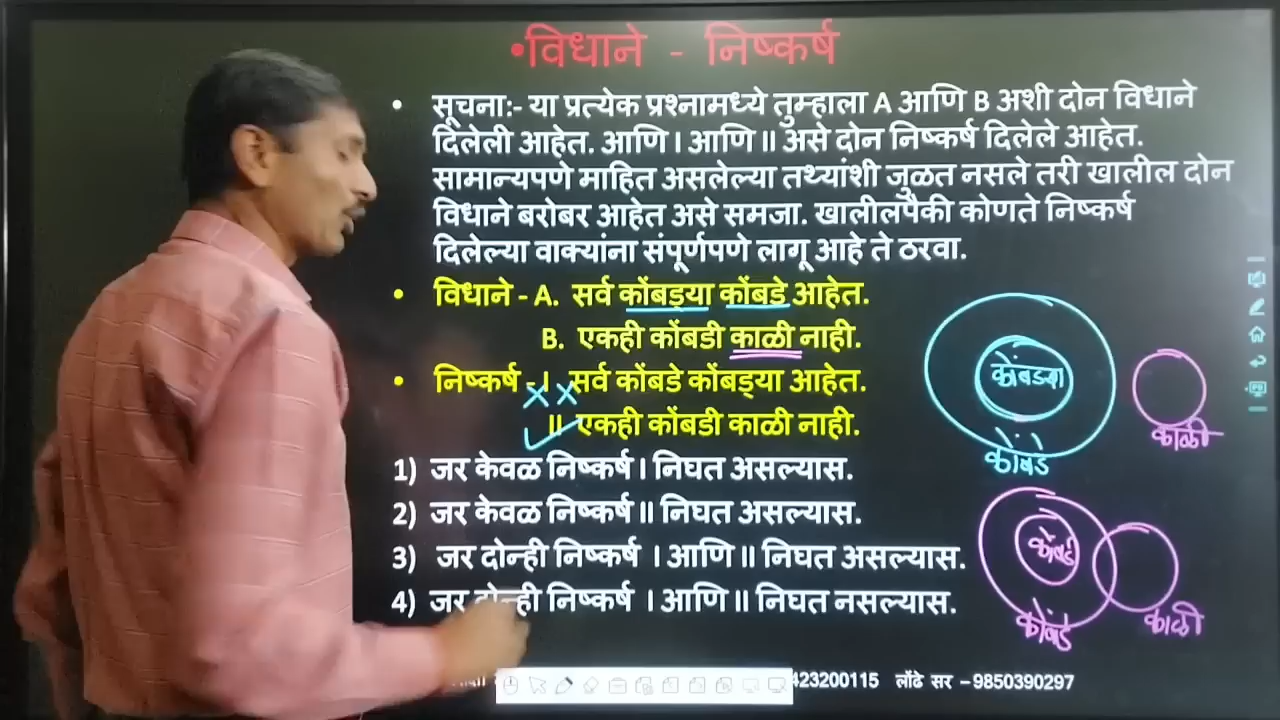 •विधाने - निष्कर्ष
• सूचनाः- या प्रत्येक प्रश्नामध्ये तुम्हाला A आणि B अशी दोन विधाने
दिलेली आहेत. आणि I आणि II असे दोन निष्कर्ष दिलेले आहेत.
सामान्यपणे माहित असलेल्या तथ्यांशी जुळत नसले तरी खालील दोन
विधाने बरोबर आहेत असे समजा. खालीलपैकी कोणते निष्कर्ष
दिलेल्या वाक्यांना संपूर्णपणे लागू आहे ते ठरवा.
• विधाने - A. सर्व कोंबड्या कोंबडे आहेत.
B. एकही कोंबडी काळी नाही.
• निष्कर्ष - I सर्व कोंबडे कोंबड्या आहेत.
II एकही कोंबडी काळी नाही.
1) जर केवळ निष्कर्ष I निघत असल्यास.
2) जर केवळ निष्कर्ष II निघत असल्यास.
3) जर दोन्ही निष्कर्ष I आणि II निघत असल्यास.
4) जर दोन्ही निष्कर्ष I आणि II निघत नसल्यास.
कोंबड्या
कोंबडे
काळी
कोंबडे
काळी
423200115 लोंढे सर –9850390297